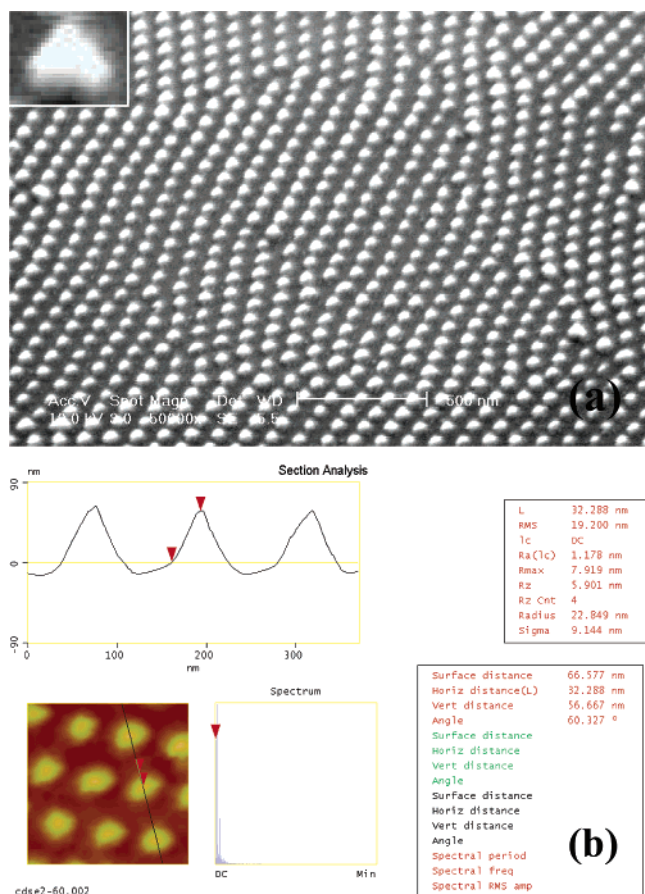 Acc.V Spot Magn Det WD 500 nm
10.0 kV 3.0 50000x SE 5.5
(a)
Section Analysis
nm
90
0
-90
0 100 200 300
nm
L 32.288 nm
RMS 19.200 nm
lc DC
Ra(lc) 1.178 nm
Rmax 7.919 nm
Rz 5.901 nm
Rz Cnt 4
Radius 22.849 nm
Sigma 9.144 nm
Spectrum
DC Min
Surface distance 66.577 nm
Horiz distance(L) 32.288 nm
Vert distance 56.667 nm
Angle 60.327 º
Surface distance
Horiz distance
Vert distance
Angle
Surface distance
Horiz distance
Vert distance
Angle
Spectral period
Spectral freq
Spectral RMS amp
(b)
cdse2-60.002